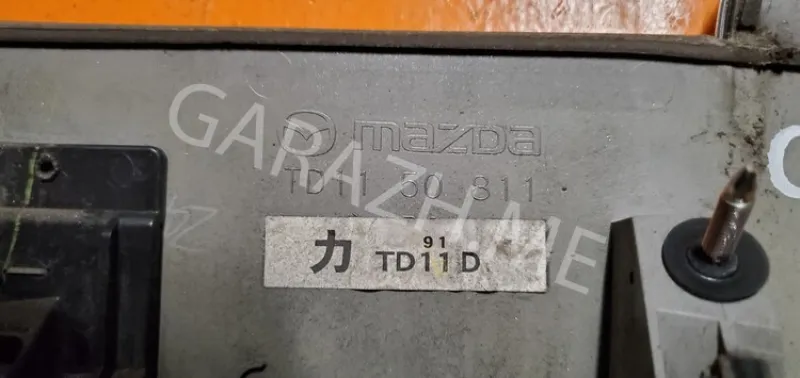 mazda
TD11 50 811
カ 91
TD11 D
GARAZH.ME